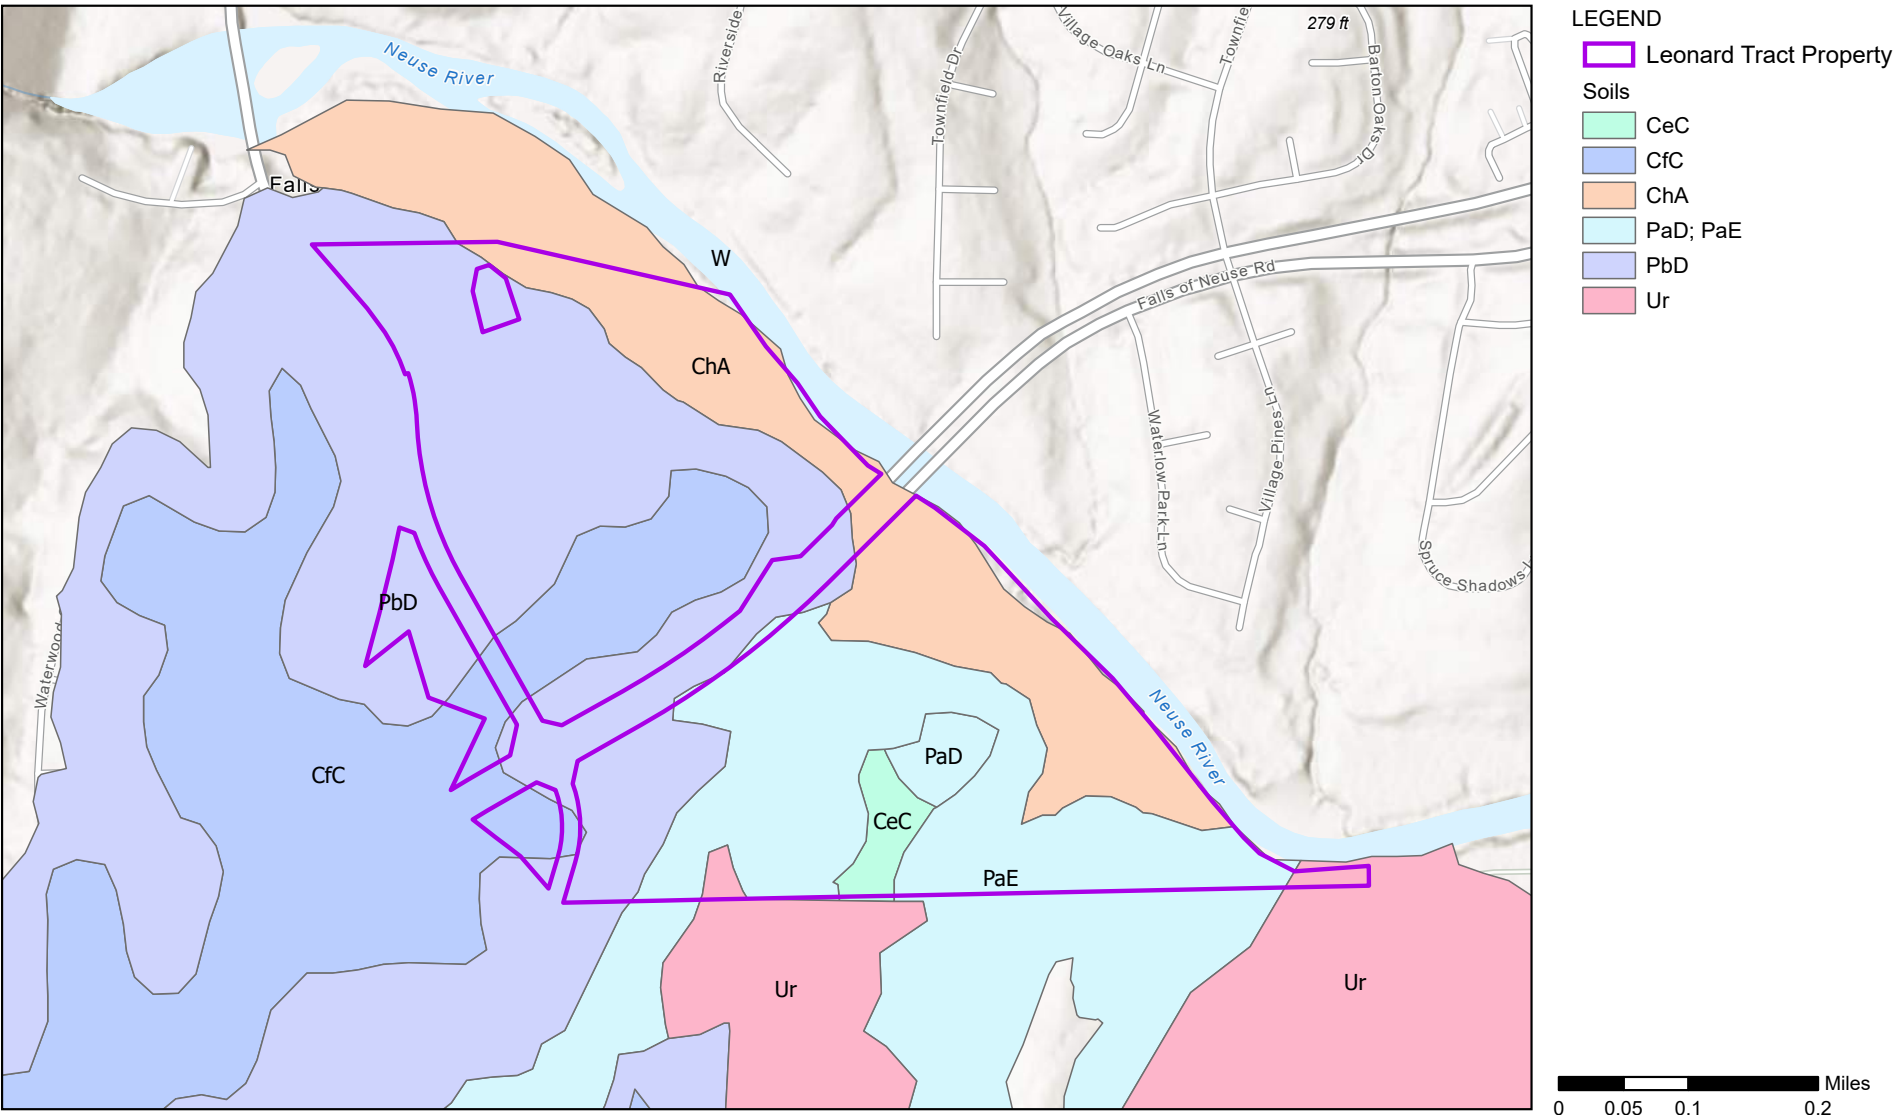 LEGEND
Leonard Tract Property
Soils
CeC
CfC
ChA
PaD; PaE
PbD
Ur
Miles
0 0.05 0.1 0.2
279 ft
Neuse River
Riverside
Townfield Dr
Village Oaks Ln
Townfie
Barton Oaks Dr
Falls
W
Falls of Neuse Rd
ChA
Waterlow Park Ln
Village Pines Ln
Spruce Shadows L
PbD
Waterwood
Neuse River
PaD
CfC
CeC
PaE
Ur
Ur